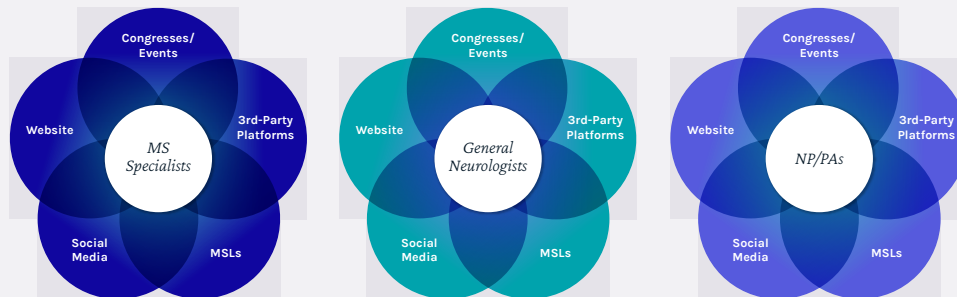 Congresses/
Events
Website
3rd-Party
Platforms
MS
Specialists
Social
Media
MSLs
Congresses/
Events
Website
3rd-Party
Platforms
General
Neurologists
Social
Media
MSLs
Congresses/
Events
Website
3rd-Party
Platforms
NP/PAs
Social
Media
MSLs